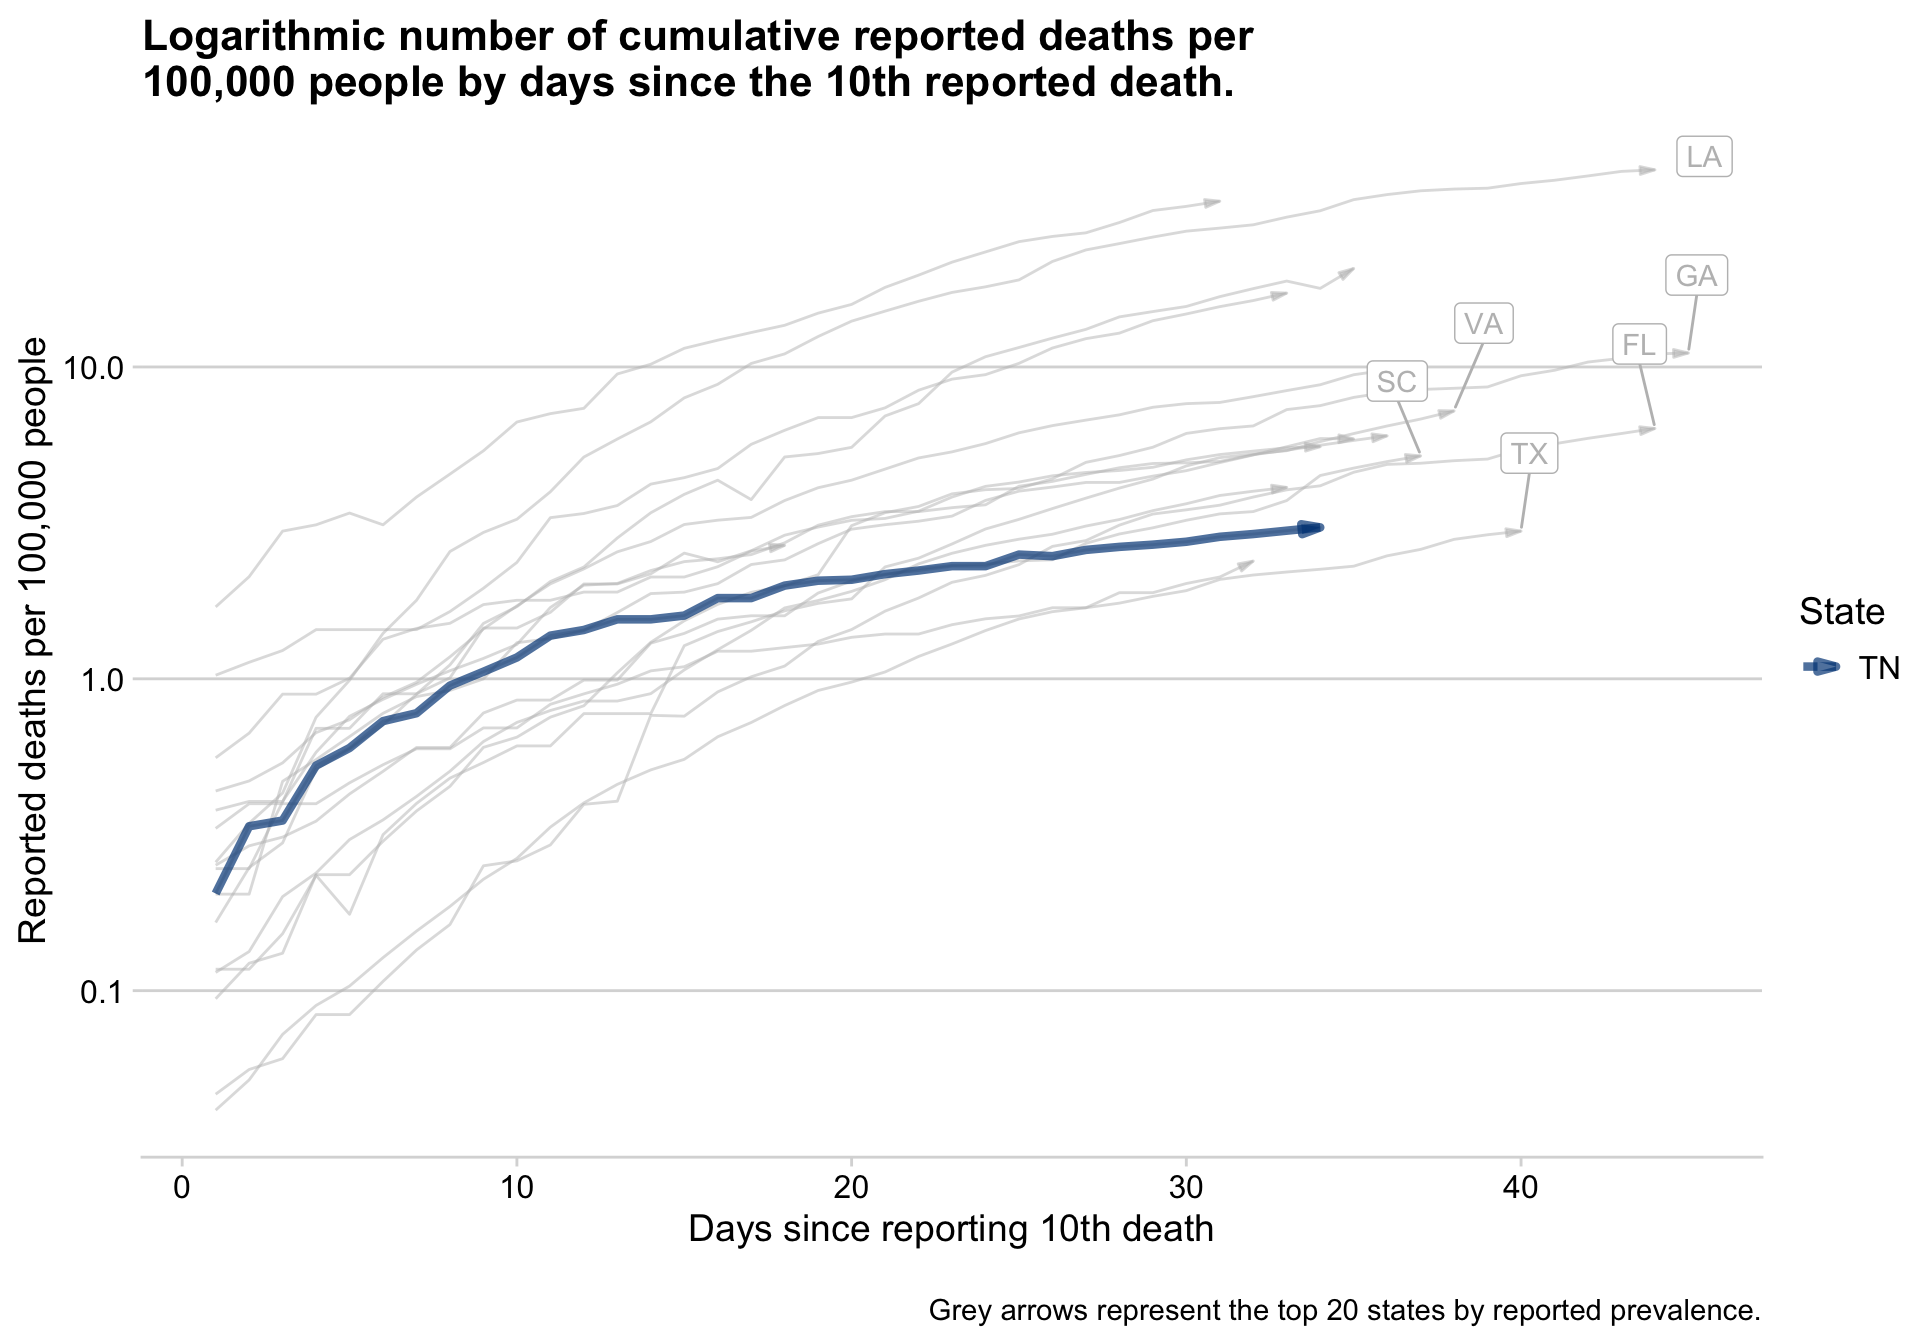 Logarithmic number of cumulative reported deaths per
100,000 people by days since the 10th reported death.
Reported deaths per 100,000 people
10.0
1.0
0.1
LA
GA
VA
FL
SC
TX
State
TN
0
10
20
30
40
Days since reporting 10th death
Grey arrows represent the top 20 states by reported prevalence.